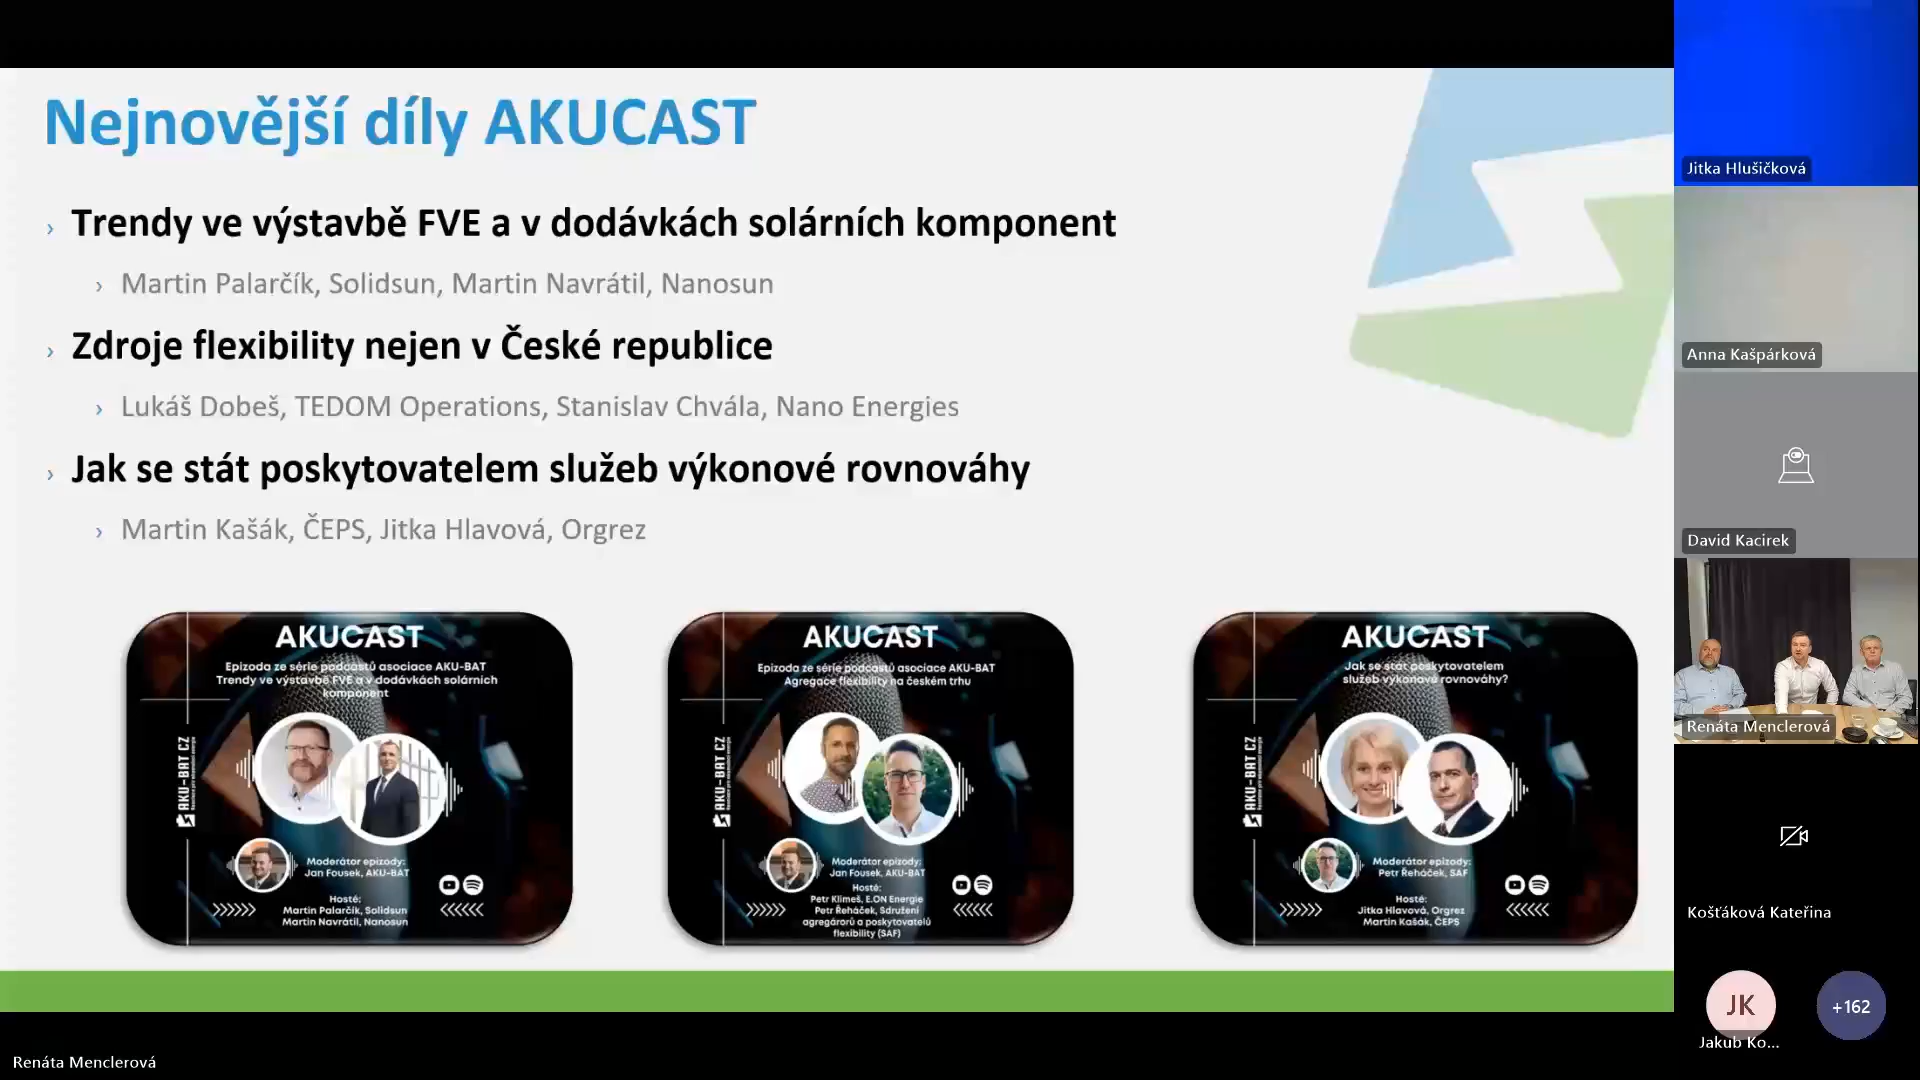 Nejnovější díly AKUCAST
› Trendy ve výstavbě FVE a v dodávkách solárních komponent
› Martin Palarčík, Solidsun, Martin Navrátil, Nanosun
› Zdroje flexibility nejen v České republice
› Lukáš Dobeš, TEDOM Operations, Stanislav Chvála, Nano Energies
› Jak se stát poskytovatelem služeb výkonové rovnováhy
› Martin Kašák, ČEPS, Jitka Hlavová, Orgrez
AKUCAST
Epizoda ze série podcastů asociace AKU-BAT
Trendy ve výstavbě FVE a v dodávkách solárních
komponent
AKU-BAT CZ
Moderátor epizody:
Jan Fousek, AKU-BAT
Hosté:
Martin Palarčík, Solidsun
Martin Navrátil, Nanosun
AKUCAST
Epizoda ze série podcastů asociace AKU-BAT
Agregace flexibility na českém trhu
AKU-BAT CZ
Moderátor epizody:
Jan Fousek, AKU-BAT
Hosté:
Petr Klimeš, E.ON Energie
Petr Řeháček, Sdružení
agregárorů a poskytovatelů
flexibility (SAF)
AKUCAST
Jak se stát poskytovatelem
služeb výkonové rovnováhy?
AKU-BAT CZ
Moderátor epizody:
Petr Řeháček, SAF
Hosté:
Jitka Hlavová, Orgrez
Martin Kašák, ČEPS
Jitka Hlušičková
Anna Kašpárková
David Kacirek
Renáta Menclerová
Košťáková Kateřina
JK
Jakub Ko...
+162
Renáta Menclerová